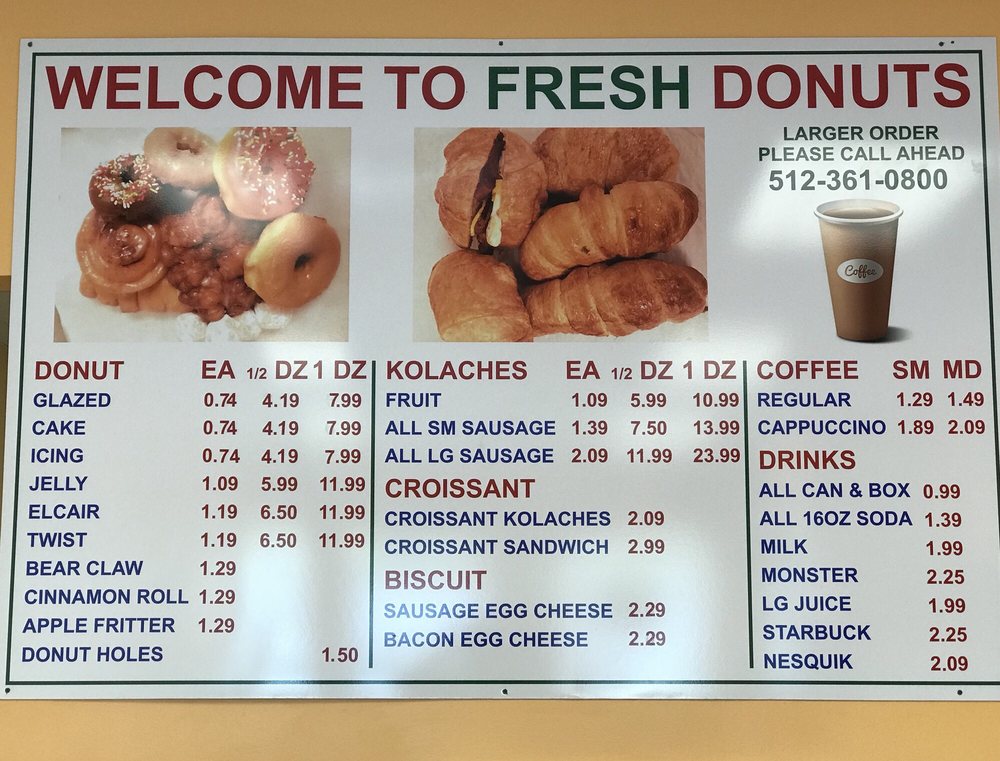 WELCOME TO FRESH DONUTS
LARGER ORDER
PLEASE CALL AHEAD
512-361-0800
Coffee
DONUT EA 1/2 DZ 1 DZ
GLAZED 0.74 4.19 7.99
CAKE 0.74 4.19 7.99
ICING 0.74 4.19 7.99
JELLY 1.09 5.99 11.99
ELCAIR 1.19 6.50 11.99
TWIST 1.19 6.50 11.99
BEAR CLAW 1.29
CINNAMON ROLL 1.29
APPLE FRITTER 1.29
DONUT HOLES 1.50
KOLACHES EA 1/2 DZ 1 DZ
FRUIT 1.09 5.99 10.99
ALL SM SAUSAGE 1.39 7.50 13.99
ALL LG SAUSAGE 2.09 11.99 23.99
CROISSANT
CROISSANT KOLACHES 2.09
CROISSANT SANDWICH 2.99
BISCUIT
SAUSAGE EGG CHEESE 2.29
BACON EGG CHEESE 2.29
COFFEE SM MD
REGULAR 1.29 1.49
CAPPUCCINO 1.89 2.09
DRINKS
ALL CAN & BOX 0.99
ALL 16OZ SODA 1.39
MILK 1.99
MONSTER 2.25
LG JUICE 1.99
STARBUCK 2.25
NESQUIK 2.09